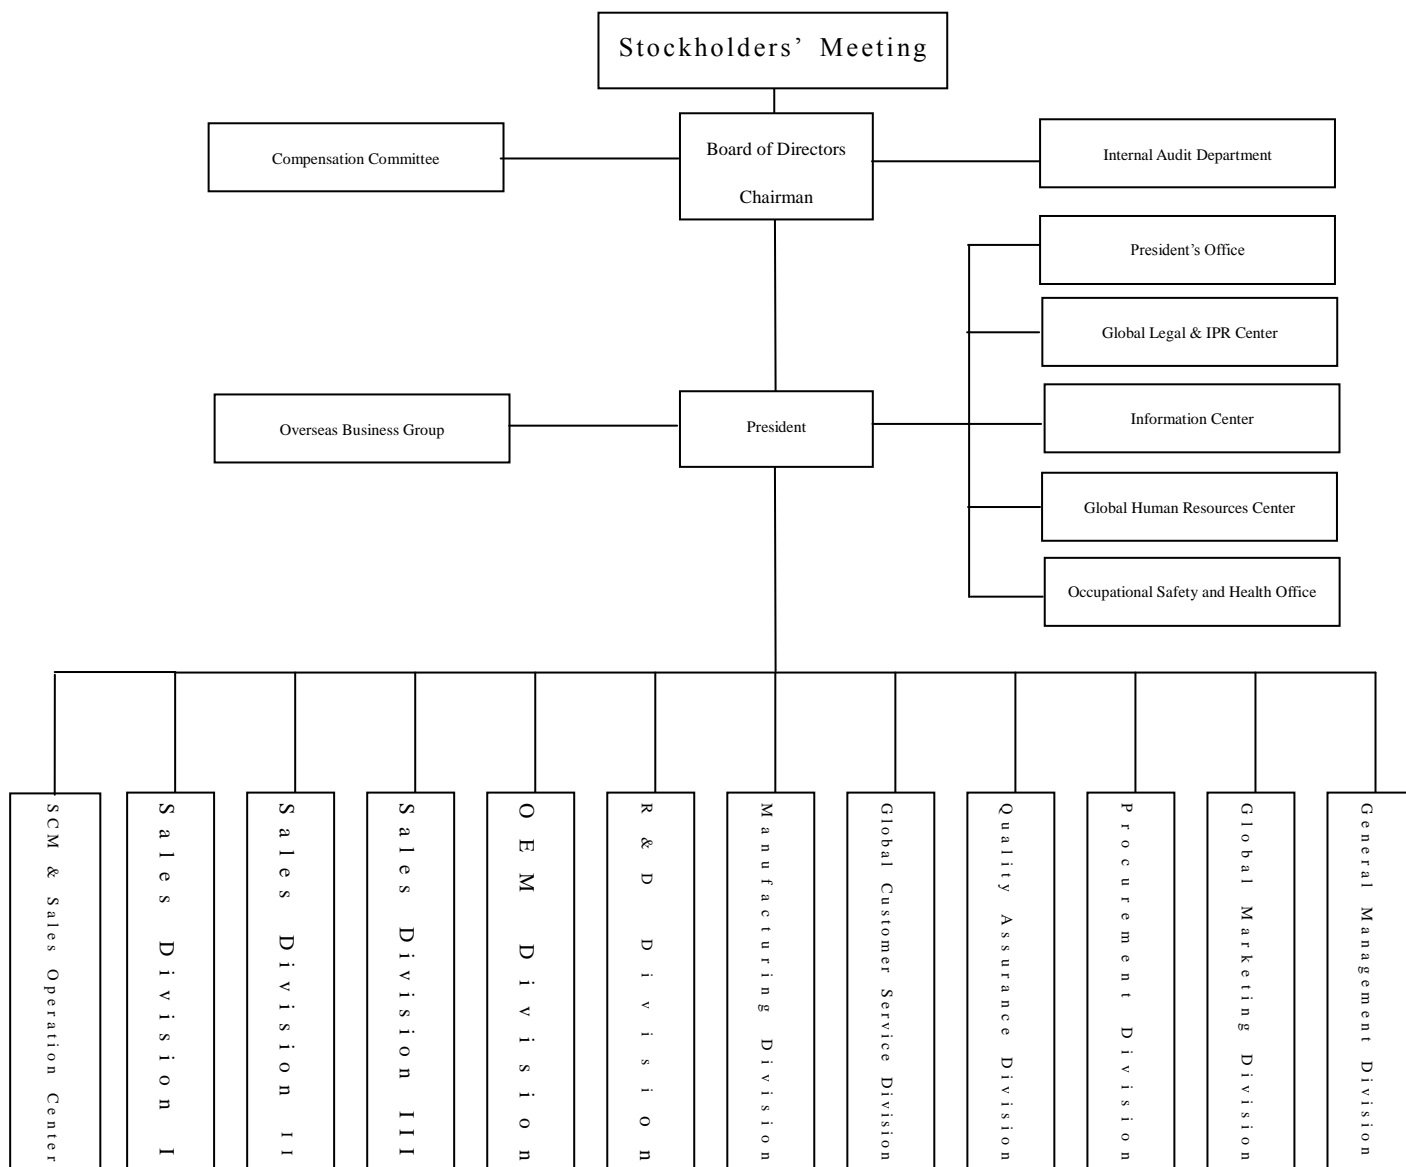 Stockholders’ Meeting
Compensation Committee
Board of Directors
Chairman
Internal Audit Department
President’s Office
Global Legal & IPR Center
Overseas Business Group
President
Information Center
Global Human Resources Center
Occupational Safety and Health Office
SCM & Sales Operation Center
Sales Division I
Sales Division II
Sales Division III
OEM Division
R&D Division
Manufacturing Division
Global Customer Service Division
Quality Assurance Division
Procurement Division
Global Marketing Division
General Management Division